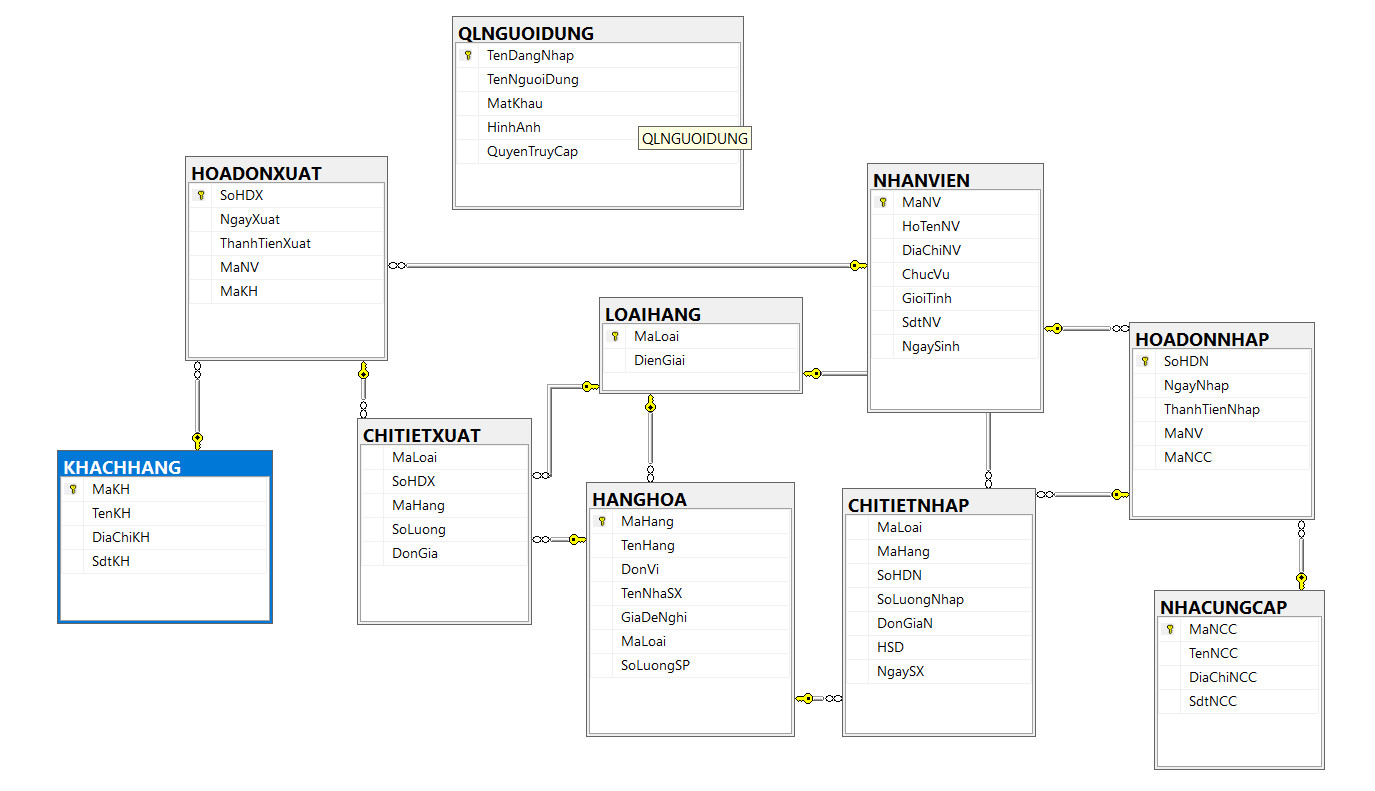 QLNGUOIDUNG
TenDangNhap
TenNguoiDung
MatKhau
HinhAnh
QuyenTruyCap
QLNGUOIDUNG
HOADONXUAT
SoHDX
NgayXuat
ThanhTienXuat
MaNV
MaKH
NHANVIEN
MaNV
HoTenNV
DiaChiNV
ChucVu
GioiTinh
SdtNV
NgaySinh
LOAIHANG
MaLoai
DienGiai
HOADONNHAP
SoHDN
NgayNhap
ThanhTienNhap
MaNV
MaNCC
KHACHHANG
MaKH
TenKH
DiaChiKH
SdtKH
CHITIETXUAT
MaLoai
SoHDX
MaHang
SoLuong
DonGia
HANGHOA
MaHang
TenHang
DonVi
TenNhaSX
GiaDeNghi
MaLoai
SoLuongSP
CHITIETNHAP
MaLoai
MaHang
SoHDN
SoLuongNhap
DonGiaN
HSD
NgaySX
NHACUNGCAP
MaNCC
TenNCC
DiaChiNCC
SdtNCC